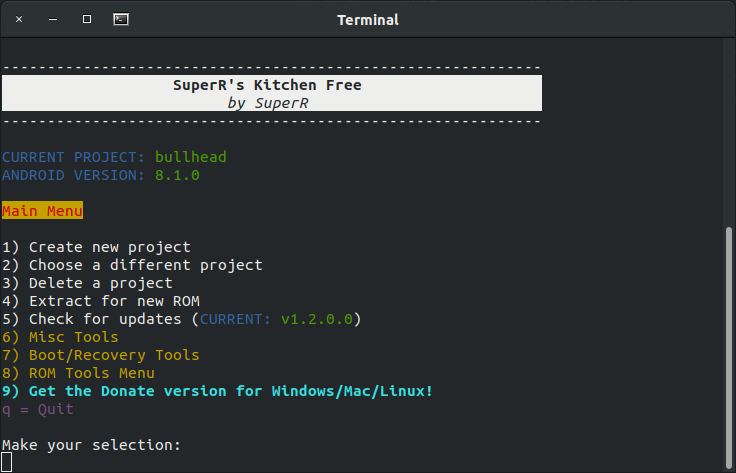 Terminal
------------------------------------------------------------
SuperR's Kitchen Free
by SuperR
------------------------------------------------------------
CURRENT PROJECT: bullhead
ANDROID VERSION: 8.1.0
Main Menu
1) Create new project
2) Choose a different project
3) Delete a project
4) Extract for new ROM
5) Check for updates (CURRENT: v1.2.0.0)
6) Misc Tools
7) Boot/Recovery Tools
8) ROM Tools Menu
9) Get the Donate version for Windows/Mac/Linux!
q = Quit
Make your selection: